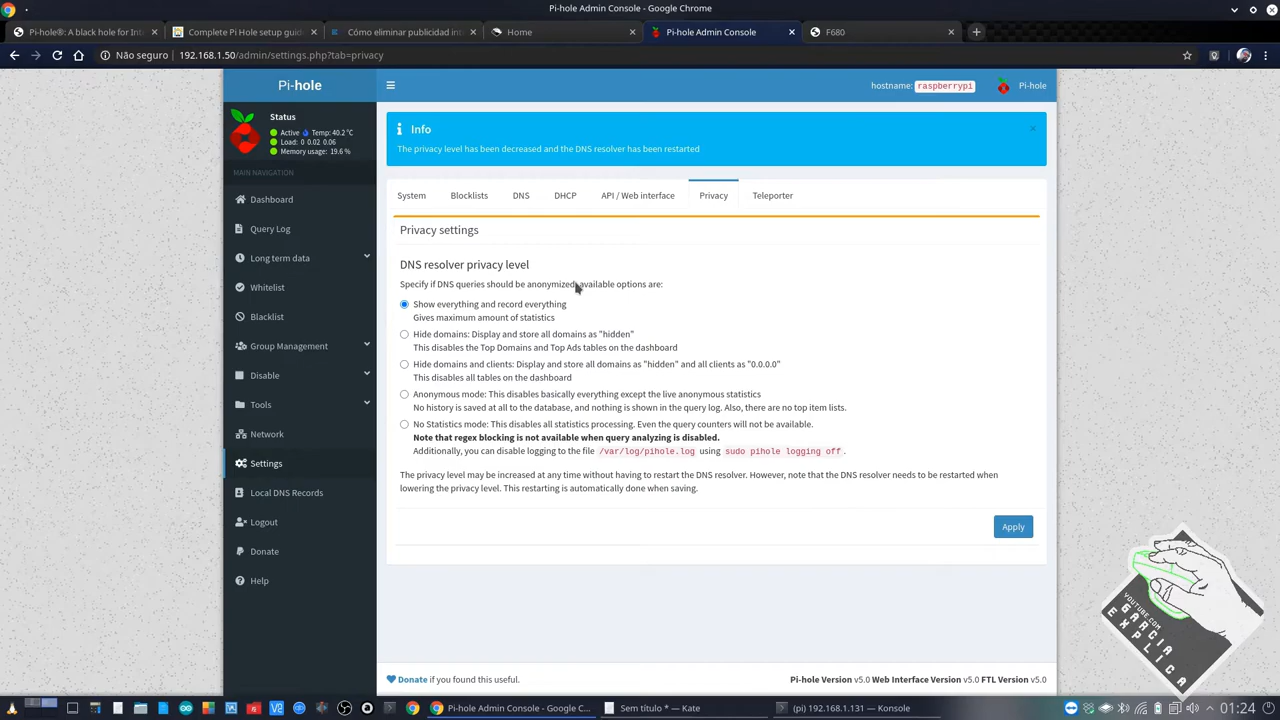 Pi-hole Admin Console - Google Chrome
Pi-hole®: A black hole for Int
Complete Pi Hole setup guide
Cómo eliminar publicidad int
Home
Pi-hole Admin Console
F680
Não seguro
192.168.1.50/admin/settings.php?tab=privacy
Pi-hole
hostname: raspberrypi
Pi-hole
Status
Active Temp: 40.2 °C
Load: 0 0.02 0.06
Memory usage: 19.6 %
MAIN NAVIGATION
Dashboard
Query Log
Long term data
Whitelist
Blacklist
Group Management
Disable
Tools
Network
Settings
Local DNS Records
Logout
Donate
Help
Info
×
The privacy level has been decreased and the DNS resolver has been restarted
System
Blocklists
DNS
DHCP
API / Web interface
Privacy
Teleporter
Privacy settings
DNS resolver privacy level
Specify if DNS queries should be anonymized, available options are:
Show everything and record everything
Gives maximum amount of statistics
Hide domains: Display and store all domains as "hidden"
This disables the Top Domains and Top Ads tables on the dashboard
Hide domains and clients: Display and store all domains as "hidden" and all clients as "0.0.0.0"
This disables all tables on the dashboard
Anonymous mode: This disables basically everything except the live anonymous statistics
No history is saved at all to the database, and nothing is shown in the query log. Also, there are no top item lists.
No Statistics mode: This disables all statistics processing. Even the query counters will not be available.
Note that regex blocking is not available when query analyzing is disabled.
Additionally, you can disable logging to the file /var/log/pihole.log using sudo pihole logging off.
The privacy level may be increased at any time without having to restart the DNS resolver. However, note that the DNS resolver needs to be restarted when
lowering the privacy level. This restarting is automatically done when saving.
Apply
YOUTUBE.COM
GARCIA
EXPLICA
Donate if you found this useful.
Pi-hole Version v5.0 Web Interface Version v5.0 FTL Version v5.0
Pi-hole Admin Console - Google C...
Sem título * — Kate
(pi) 192.168.1.131 — Konsole
01:24